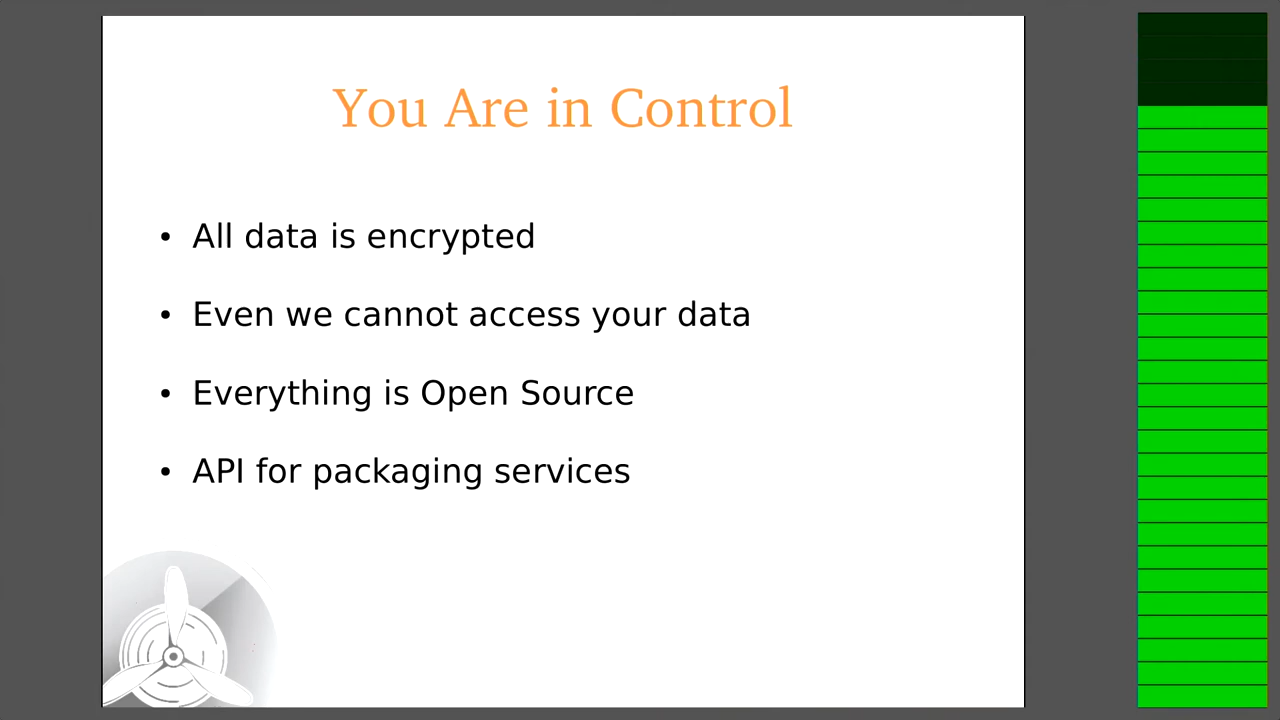 You Are in Control
• All data is encrypted
• Even we cannot access your data
• Everything is Open Source
• API for packaging services